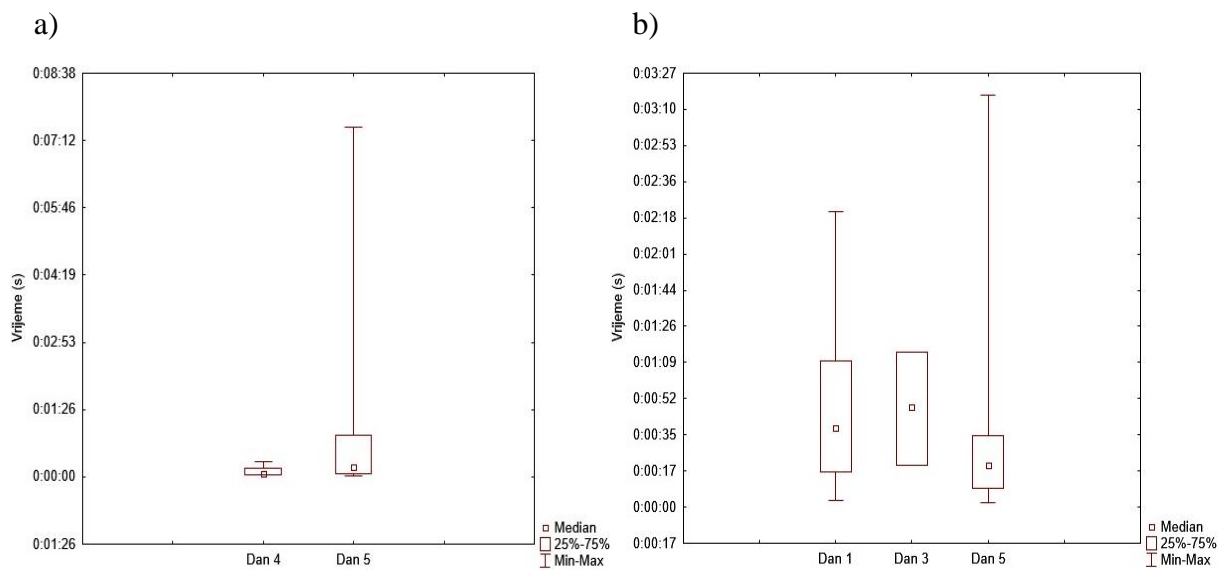 a)
0:08:38
0:07:12
0:05:46
0:04:19
0:02:53
0:01:26
0:00:00
0:01:26
Vrijeme (s)
Dan 4 Dan 5
Median
25%-75%
Min-Max
b)
0:03:27
0:03:10
0:02:53
0:02:36
0:02:18
0:02:01
0:01:44
0:01:26
0:01:09
0:00:52
0:00:35
0:00:17
0:00:00
0:00:17
Vrijeme (s)
Dan 1 Dan 3 Dan 5
Median
25%-75%
Min-Max